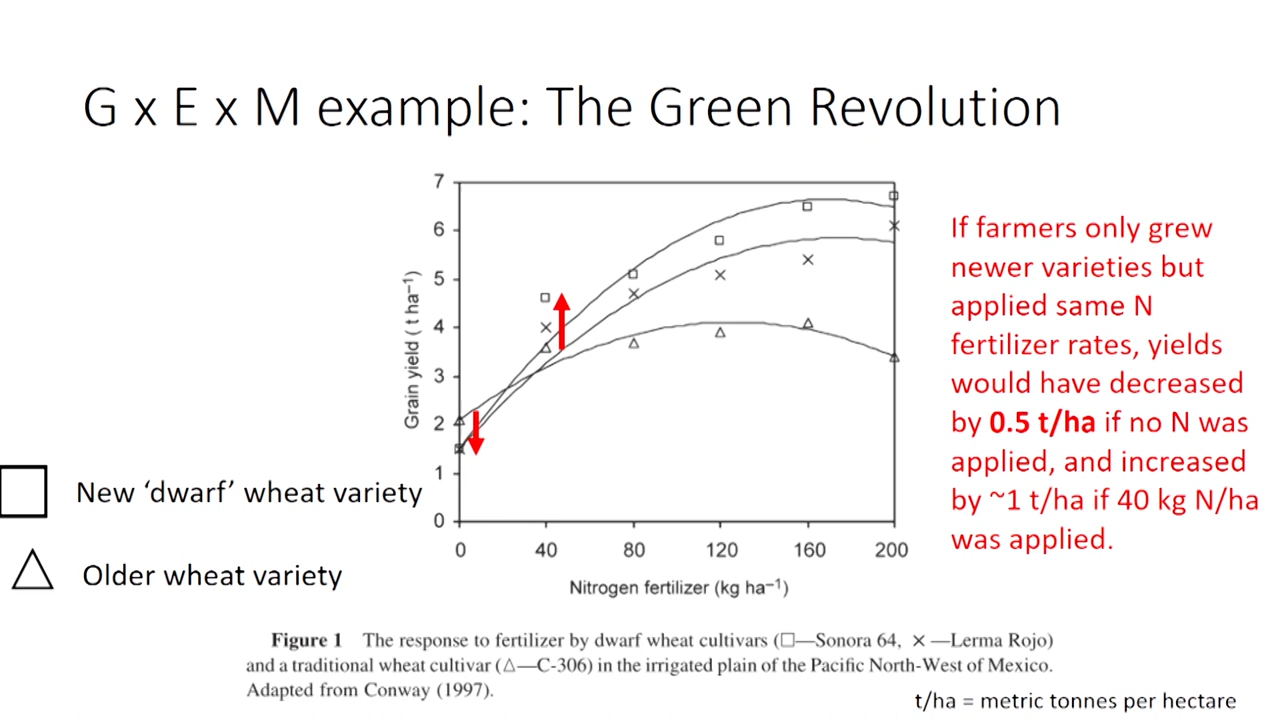 G x E x M example: The Green Revolution
7
6
5
4
3
2
1
0
Grain yield ( t ha⁻¹)
0 40 80 120 160 200
Nitrogen fertilizer (kg ha⁻¹)
If farmers only grew
newer varieties but
applied same N
fertilizer rates, yields
would have decreased
by 0.5 t/ha if no N was
applied, and increased
by ~1 t/ha if 40 kg N/ha
was applied.
New ‘dwarf’ wheat variety
Older wheat variety
Figure 1 The response to fertilizer by dwarf wheat cultivars (□—Sonora 64, ×—Lerma Rojo)
and a traditional wheat cultivar (△—C-306) in the irrigated plain of the Pacific North-West of Mexico.
Adapted from Conway (1997).
t/ha = metric tonnes per hectare